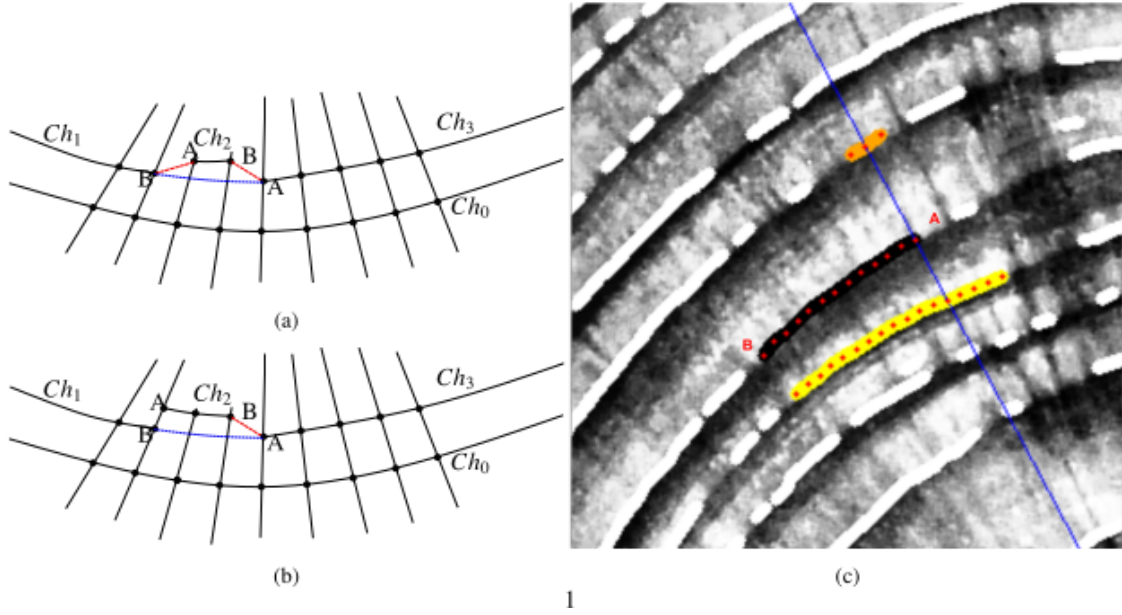 Ch₁ Ch₂ Ch₃
A B
B A
Ch₀
(a)
Ch₁ Ch₂ Ch₃
A B
B A
Ch₀
(b)
A
B
(c)
1